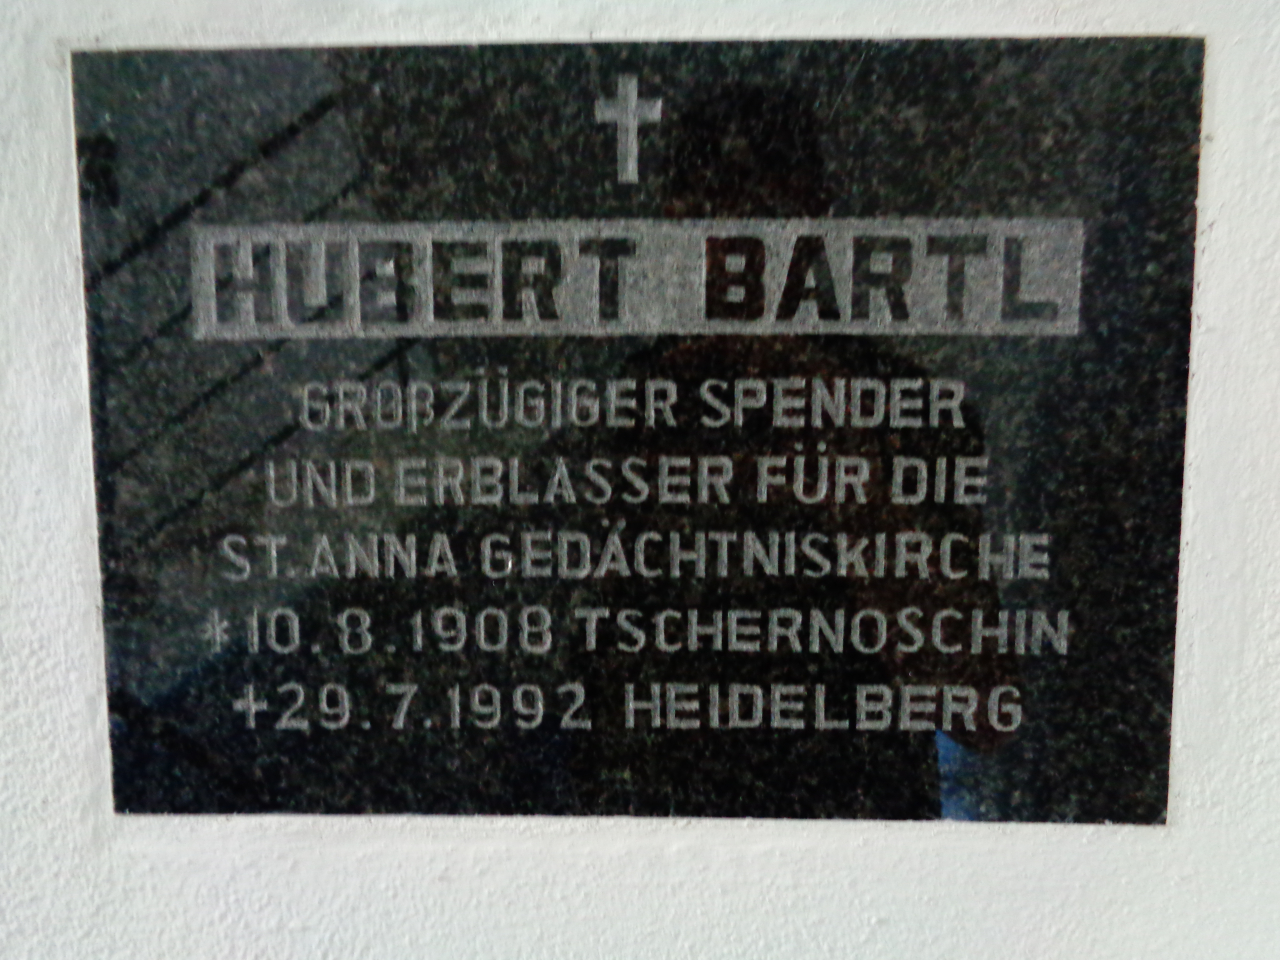 HUBERT BARTL
GROßZÜGIGER SPENDER
UND ERBLASSER FÜR DIE
ST. ANNA GEDÄCHTNISKIRCHE
* 10.8.1908 TSCHERNOSCHIN
+29.7.1992 HEIDELBERG